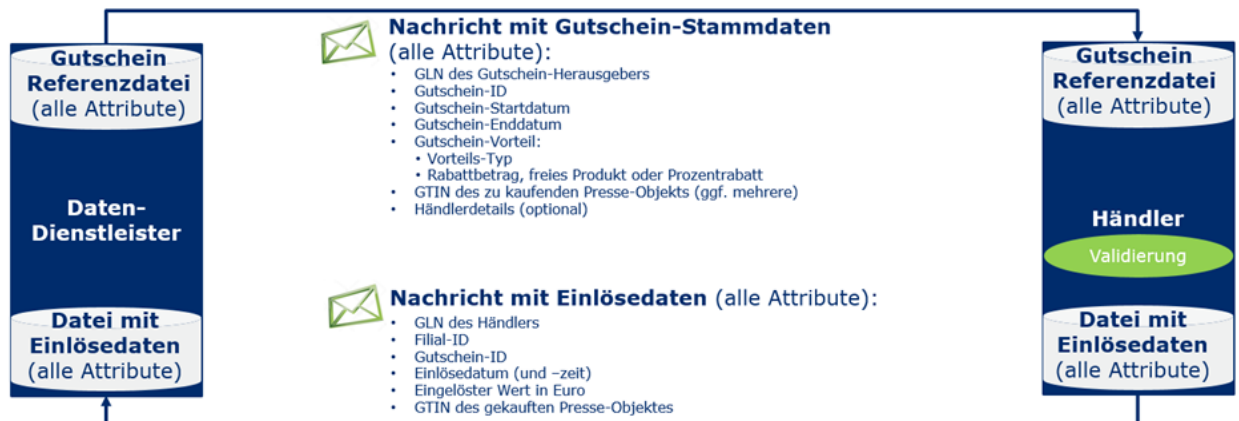 Gutschein
Referenzdatei
(alle Attribute)
Daten-
Dienstleister
Datei mit
Einlösedaten
(alle Attribute)
Nachricht mit Gutschein-Stammdaten
(alle Attribute):
• GLN des Gutschein-Herausgebers
• Gutschein-ID
• Gutschein-Startdatum
• Gutschein-Enddatum
• Gutschein-Vorteil:
• Vorteils-Typ
• Rabattbetrag, freies Produkt oder Prozentrabatt
• GTIN des zu kaufenden Presse-Objekts (ggf. mehrere)
• Händlerdetails (optional)
Nachricht mit Einlösedaten (alle Attribute):
• GLN des Händlers
• Filial-ID
• Gutschein-ID
• Einlösedatum (und –zeit)
• Eingelöster Wert in Euro
• GTIN des gekauften Presse-Objektes
Gutschein
Referenzdatei
(alle Attribute)
Händler
Validierung
Datei mit
Einlösedaten
(alle Attribute)